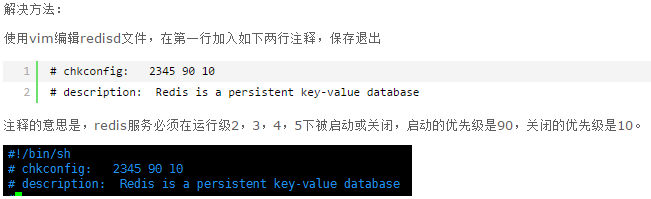 解决方法：
使用vim编辑redisd文件，在第一行加入如下两行注释，保存退出
1 # chkconfig:   2345 90 10
2 # description:  Redis is a persistent key-value database
注释的意思是，redis服务必须在运行级2，3，4，5下被启动或关闭，启动的优先级是90，关闭的优先级是10。
#!/bin/sh
# chkconfig:   2345 90 10
# description:  Redis is a persistent key-value database
#